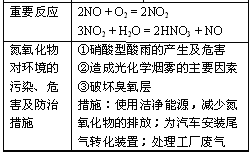 重要反应
2NO + O₂ = 2NO₂
3NO₂ + H₂O = 2HNO₃ + NO
氮氧化物
对环境的
污染、危
害及防治
措施
①硝酸型酸雨的产生及危害
②造成光化学烟雾的主要因素
③破坏臭氧层
措施：使用洁净能源，减少氮
氧化物的排放；为汽车安装尾
气转化装置；处理工厂废气